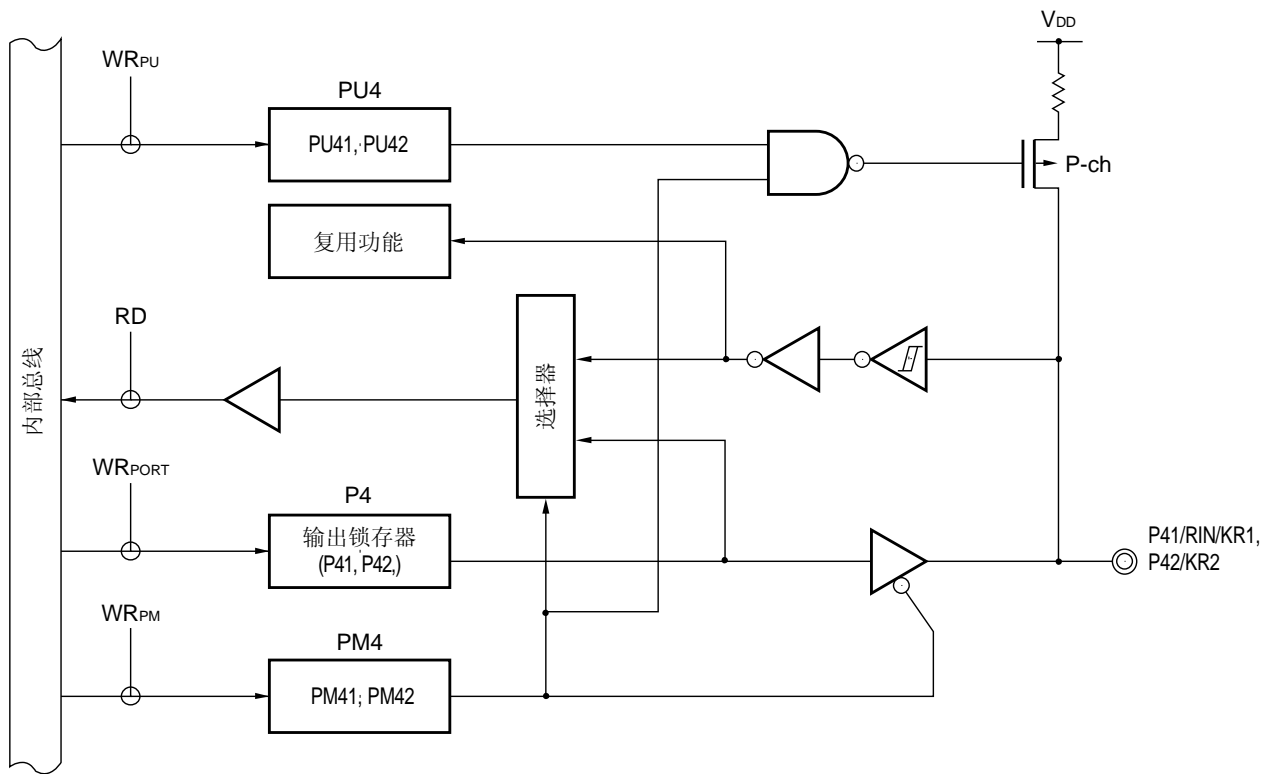 VDD
WRPU
PU4
PU41, PU42
P-ch
复用功能
RD
内部总线
选择器
WRPORT
P4
输出锁存器
(P41, P42,)
P41/RIN/KR1,
P42/KR2
WRPM
PM4
PM41; PM42